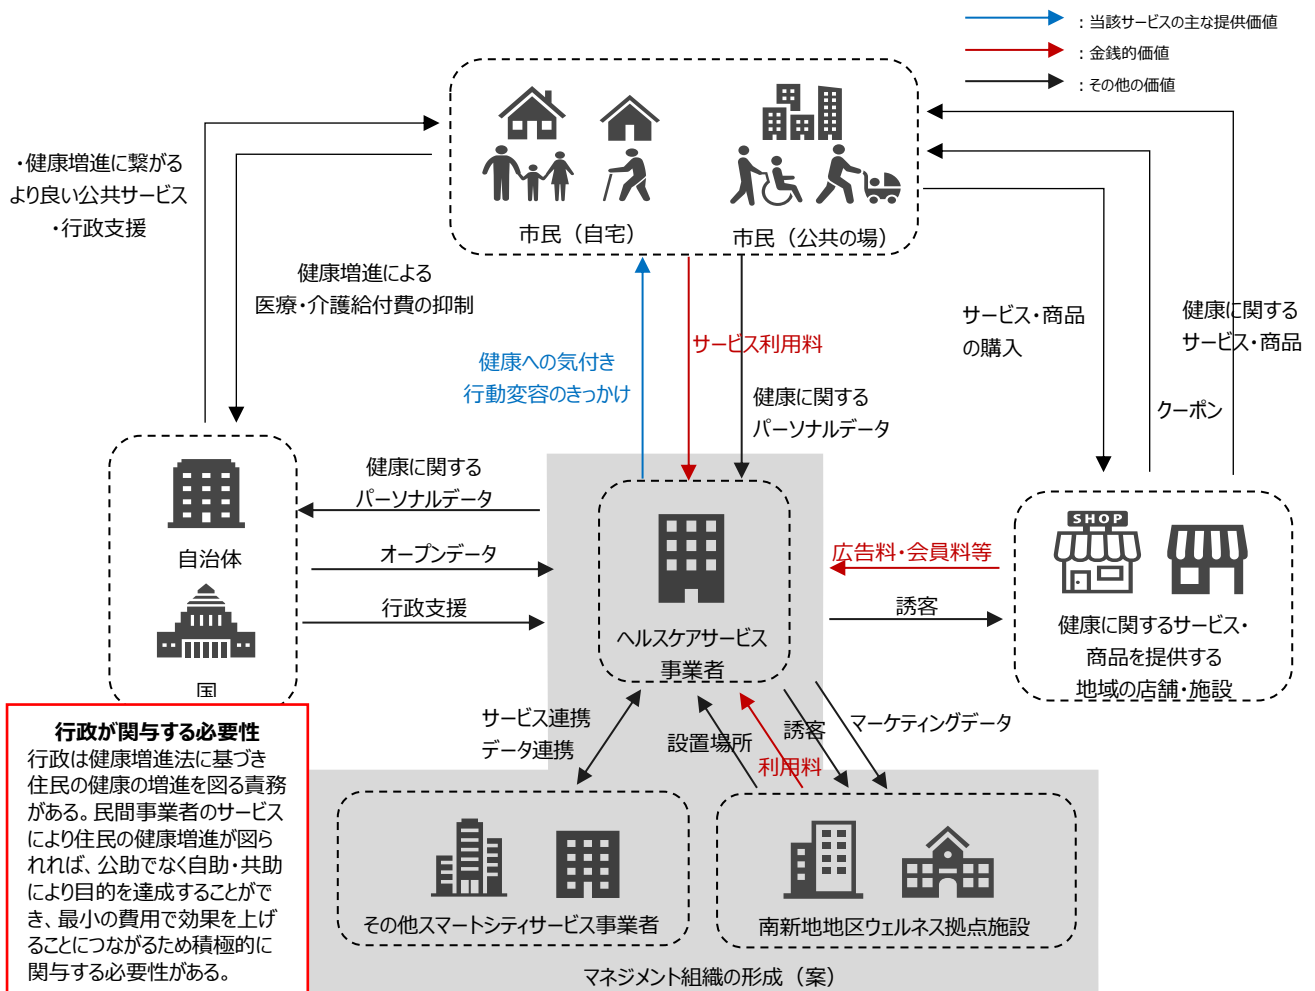 ：当該サービスの主な提供価値
：金銭的価値
：その他の価値
市民（自宅）
市民（公共の場）
・健康増進に繋がる
より良い公共サービス
・行政支援
健康増進による
医療・介護給付費の抑制
健康への気付き
行動変容のきっかけ
サービス利用料
健康に関する
パーソナルデータ
サービス・商品
の購入
健康に関する
サービス・商品
クーポン
自治体
国
健康に関する
パーソナルデータ
オープンデータ
行政支援
ヘルスケアサービス
事業者
広告料・会員料等
誘客
SHOP
健康に関するサービス・
商品を提供する
地域の店舗・施設
サービス連携
データ連携
設置場所
利用料
誘客
マーケティングデータ
行政が関与する必要性
行政は健康増進法に基づき
住民の健康の増進を図る責務
がある。民間事業者のサービス
により住民の健康増進が図ら
れれば、公助でなく自助・共助
により目的を達成することがで
き、最小の費用で効果を上げ
ることにつながるため積極的に
関与する必要性がある。
その他スマートシティサービス事業者
南新地地区ウェルネス拠点施設
マネジメント組織の形成（案）